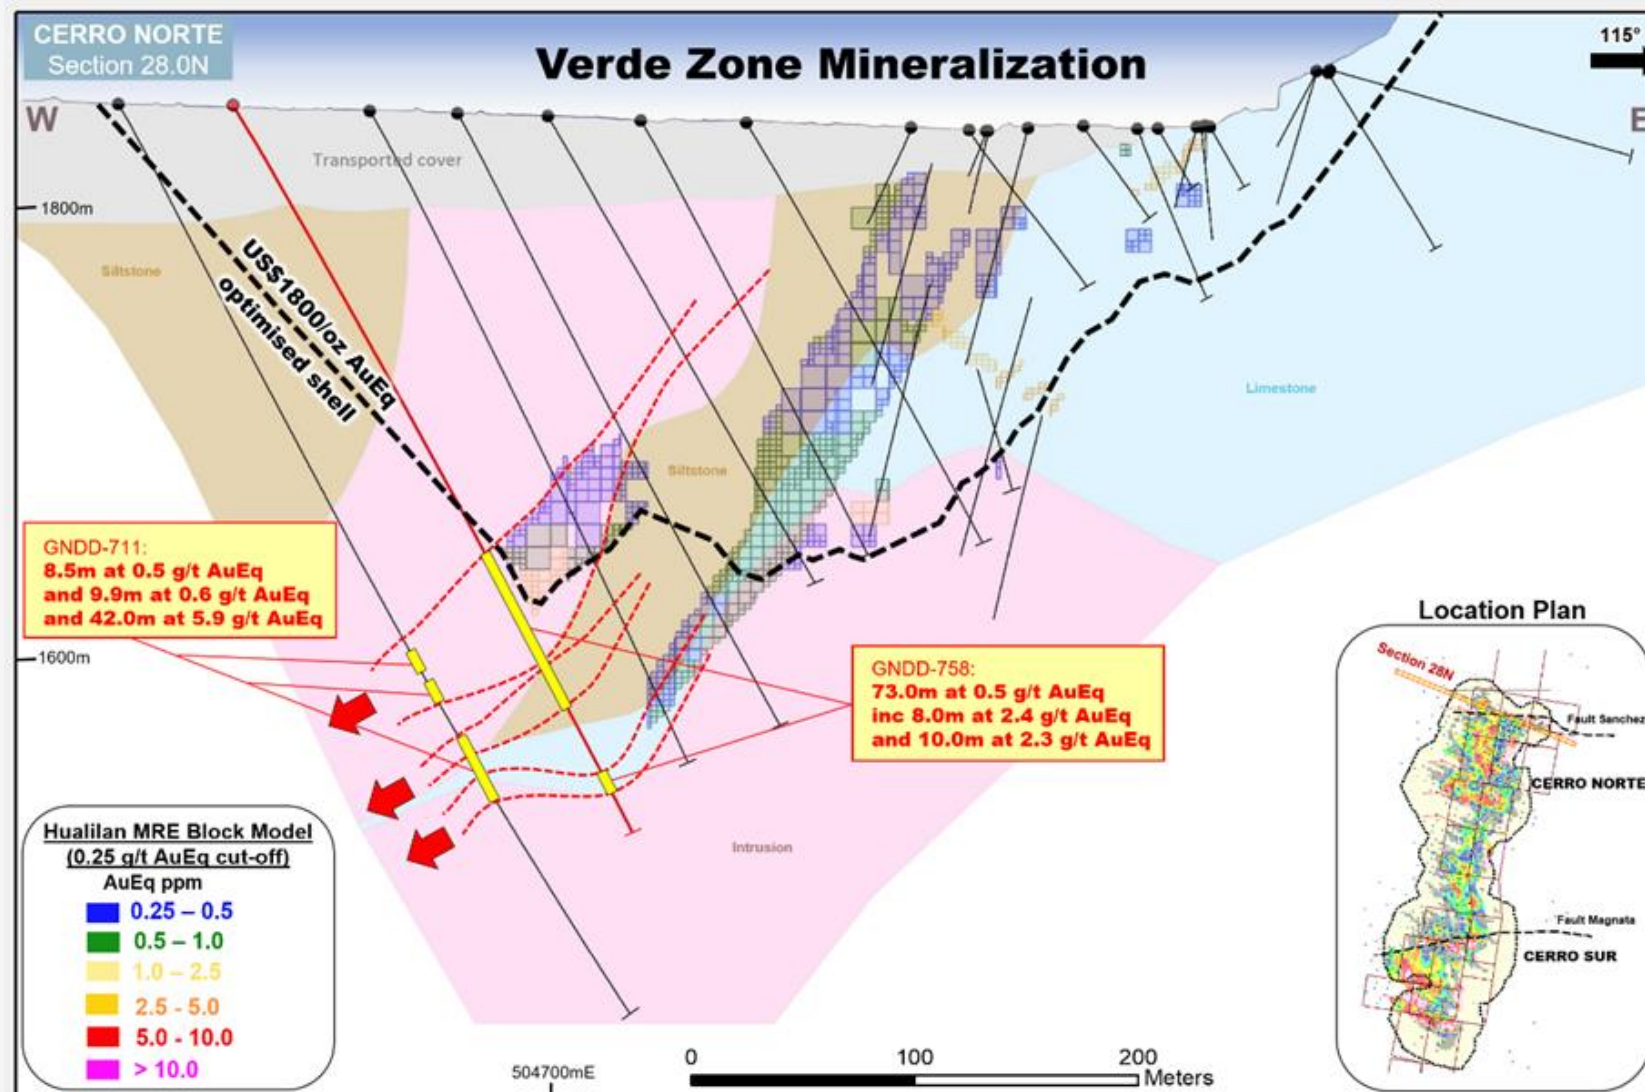 CERRO NORTE
Section 28.0N
Verde Zone Mineralization
115°
W
E
Transported cover
1800m
Siltstone
US$1800/oz AuEq
optimised shell
Limestone
Siltstone
GNDD-711:
8.5m at 0.5 g/t AuEq
and 9.9m at 0.6 g/t AuEq
and 42.0m at 5.9 g/t AuEq
1600m
GNDD-758:
73.0m at 0.5 g/t AuEq
inc 8.0m at 2.4 g/t AuEq
and 10.0m at 2.3 g/t AuEq
Intrusion
Location Plan
Section 28N
Fault Sanchez
CERRO NORTE
Fault Magnata
CERRO SUR
Hualilan MRE Block Model
(0.25 g/t AuEq cut-off)
AuEq ppm
0.25 – 0.5
0.5 – 1.0
1.0 – 2.5
2.5 - 5.0
5.0 - 10.0
> 10.0
504700mE
0 100 200
Meters